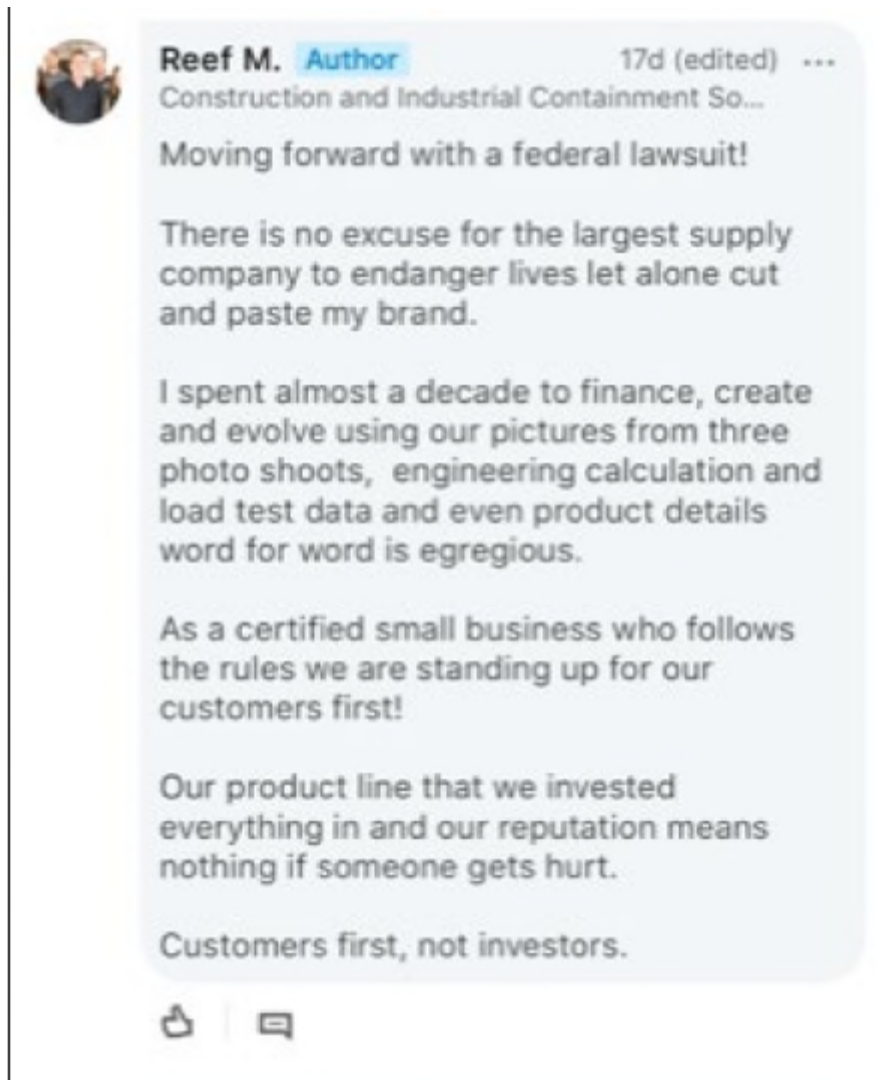 Reef M. Author 17d (edited) ...
Construction and Industrial Containment So...
Moving forward with a federal lawsuit!
There is no excuse for the largest supply
company to endanger lives let alone cut
and paste my brand.
I spent almost a decade to finance, create
and evolve using our pictures from three
photo shoots,  engineering calculation and
load test data and even product details
word for word is egregious.
As a certified small business who follows
the rules we are standing up for our
customers first!
Our product line that we invested
everything in and our reputation means
nothing if someone gets hurt.
Customers first, not investors.